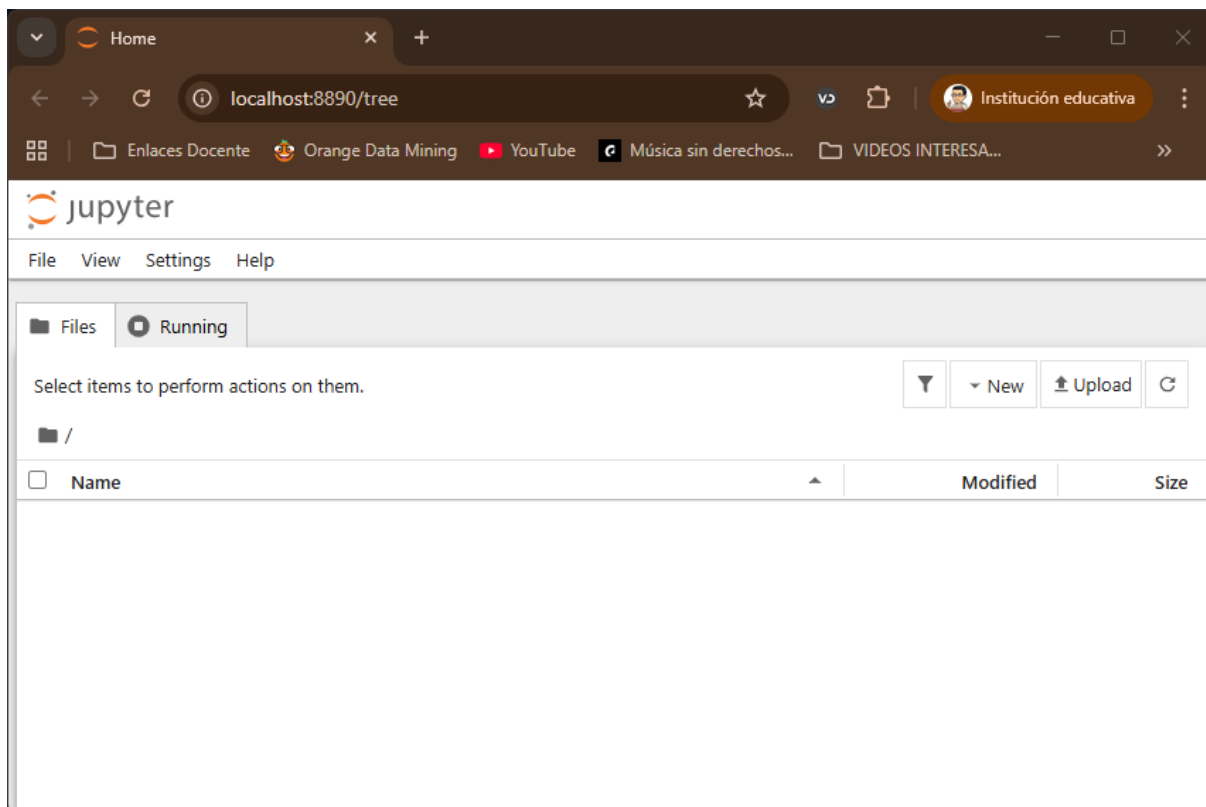 Home
localhost:8890/tree
Institución educativa
Enlaces Docente Orange Data Mining YouTube Música sin derechos... VIDEOS INTERESA...
jupyter
File View Settings Help
Files Running
Select items to perform actions on them.
New Upload
/
Name Modified Size